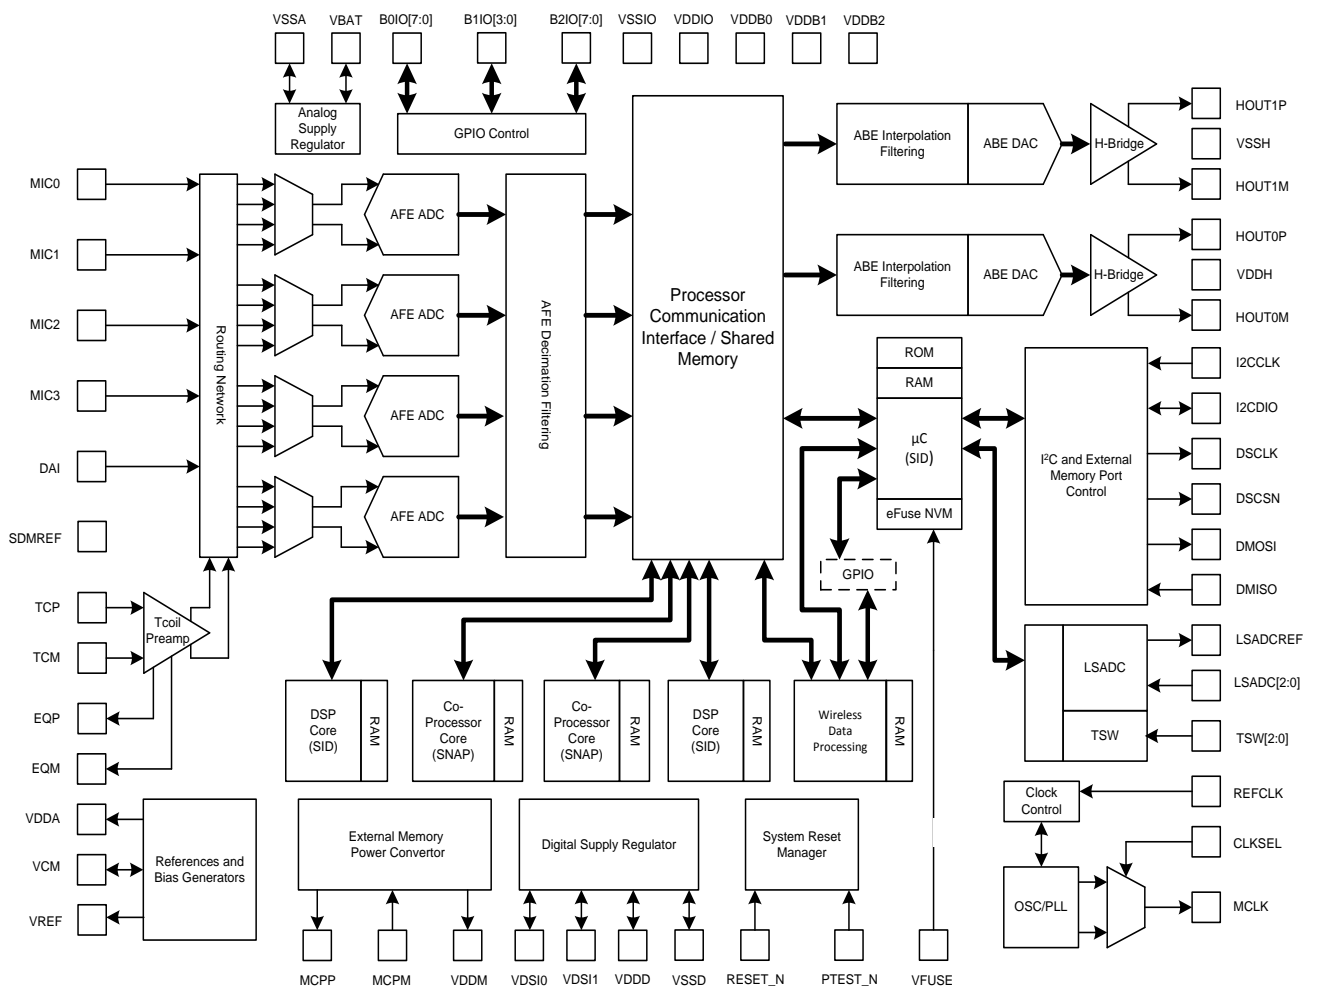 VSSA
VBAT
B0IO[7:0]
B1IO[3:0]
B2IO[7:0]
VSSIO
VDDIO
VDDB0
VDDB1
VDDB2
Analog
Supply
Regulator
GPIO Control
MIC0
MIC1
MIC2
MIC3
DAI
SDMREF
TCP
TCM
EQP
EQM
VDDA
VCM
VREF
Routing Network
AFE ADC
AFE ADC
AFE ADC
AFE ADC
AFE Decimation Filtering
Processor
Communication
Interface / Shared
Memory
ABE Interpolation
Filtering
ABE DAC
H-Bridge
HOUT1P
VSSH
HOUT1M
ABE Interpolation
Filtering
ABE DAC
H-Bridge
HOUT0P
VDDH
HOUT0M
ROM
RAM
µC
(SID)
eFuse NVM
GPIO
I²C and External
Memory Port
Control
I2CCLK
I2CDIO
DSCLK
DSCSN
DMOSI
DMISO
LSADC
TSW
LSADCREF
LSADC[2:0]
TSW[2:0]
Tcoil
Preamp
DSP
Core
(SID)
RAM
Co-
Processor
Core
(SNAP)
RAM
Co-
Processor
Core
(SNAP)
RAM
DSP
Core
(SID)
RAM
Wireless
Data
Processing
RAM
References and
Bias Generators
External Memory
Power Convertor
Digital Supply Regulator
System Reset
Manager
Clock
Control
OSC/PLL
REFCLK
CLKSEL
MCLK
MCPP
MCPM
VDDM
VDSI0
VDSI1
VDDD
VSSD
RESET_N
PTEST_N
VFUSE